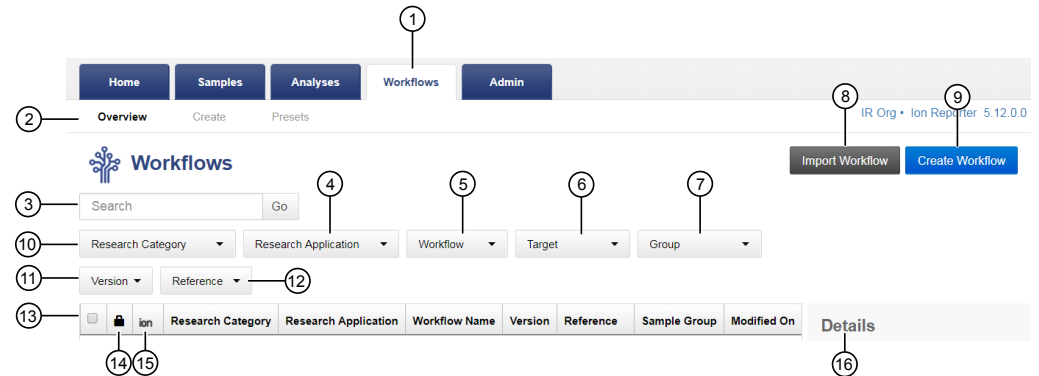 1
Home Samples Analyses Workflows Admin
8 9
2 Overview Create Presets IR Org • Ion Reporter 5.12.0.0
Workflows Import Workflow Create Workflow
4 5 6 7
3 Search Go
10 Research Category Research Application Workflow Target Group
11 Version Reference 12
13 ion Research Category Research Application Workflow Name Version Reference Sample Group Modified On Details
14 15 16